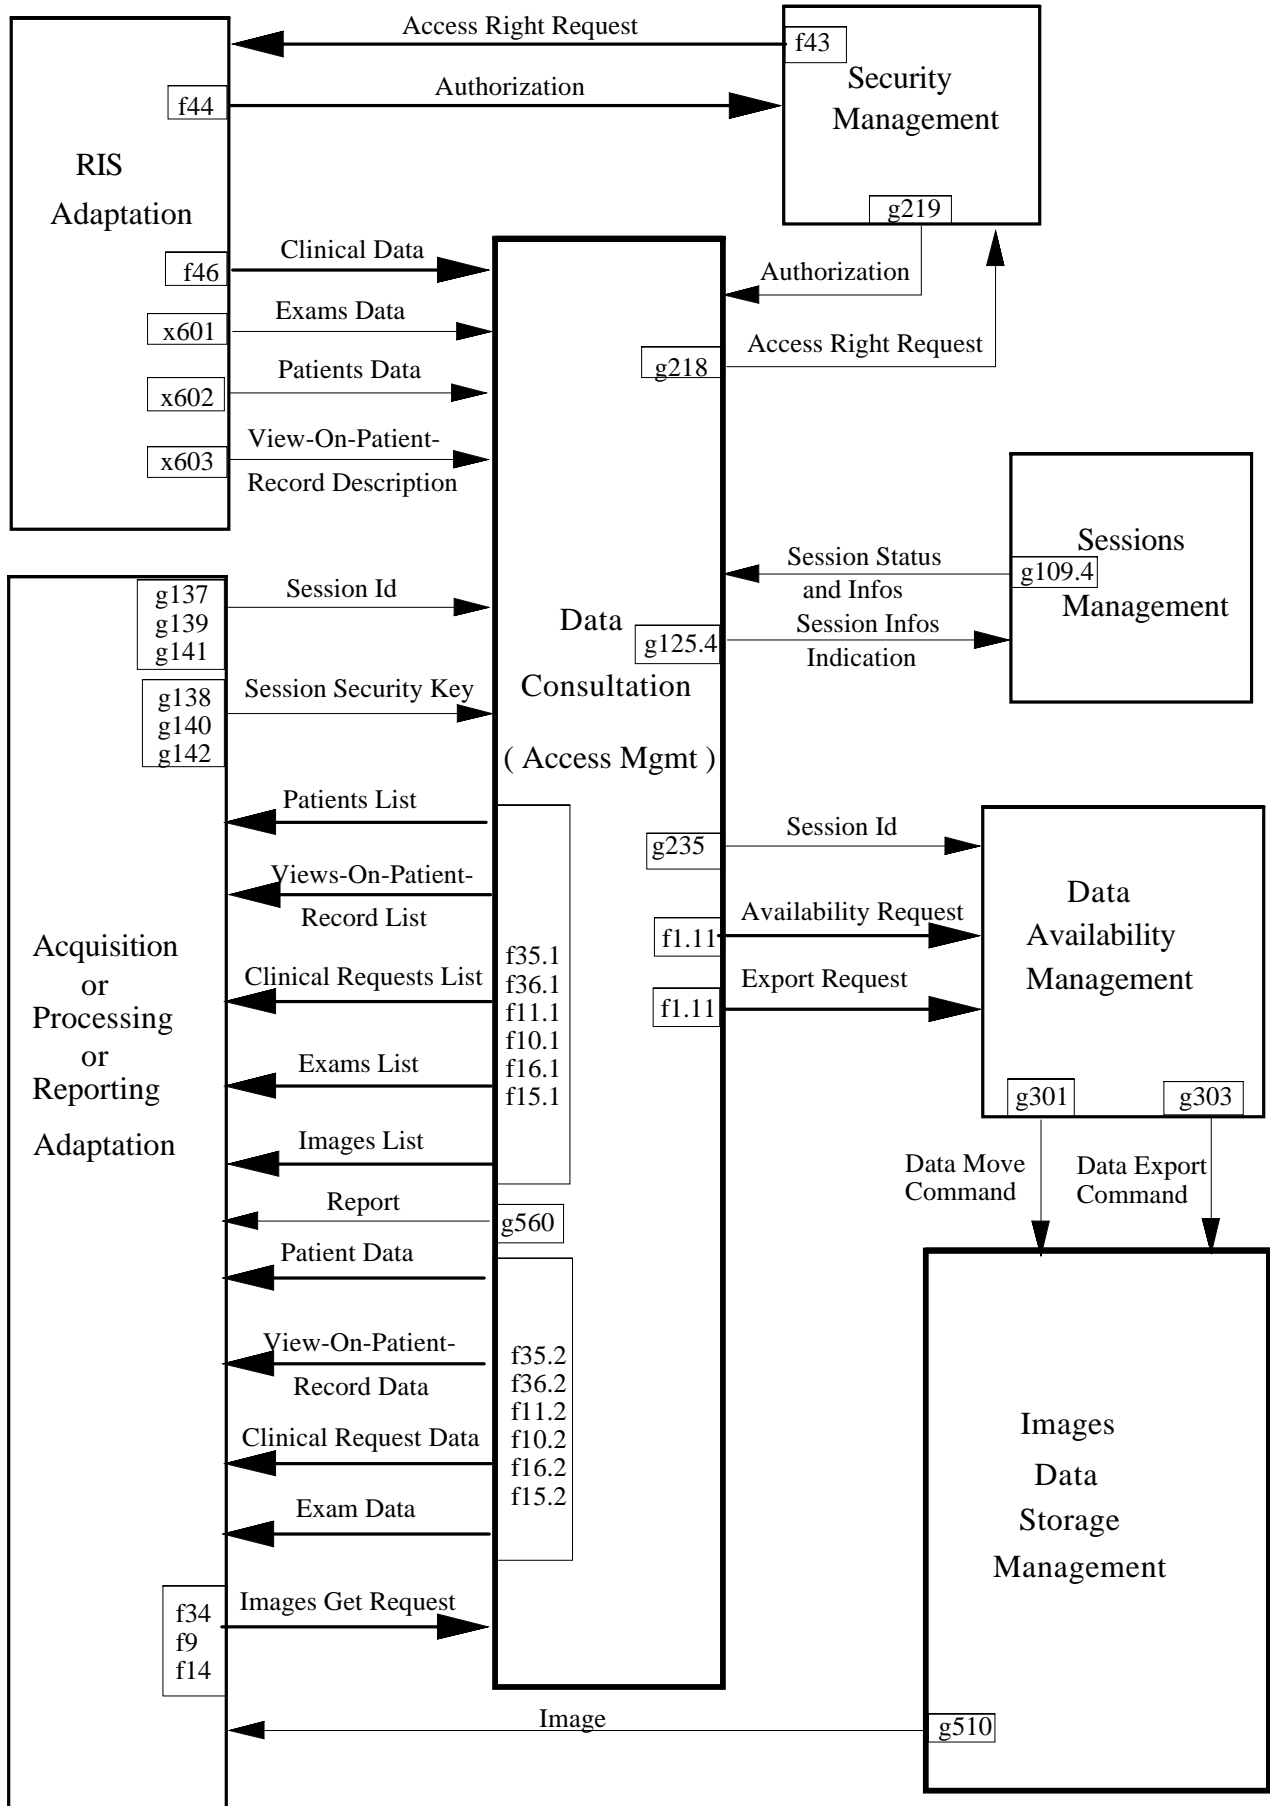 Access Right Request
f43
Security
Management
Authorization
f44
RIS
Adaptation
g219
Clinical Data
f46
Authorization
Exams Data
x601
Access Right Request
g218
Patients Data
x602
View-On-Patient-
x603
Record Description
Sessions
Management
Session Status
g109.4
and Infos
Session Infos
g125.4
Indication
g137
g139
g141
Session Id
Data
Consultation
( Access Mgmt )
g138
g140
g142
Session Security Key
Patients List
Session Id
g235
Views-On-Patient-
Record List
Data
Availability
Management
Availability Request
f1.11
Export Request
f1.11
Acquisition
or
Processing
or
Reporting
Adaptation
Clinical Requests List
f35.1
f36.1
f11.1
f10.1
f16.1
f15.1
Exams List
g301
g303
Images List
Data Move
Command
Data Export
Command
Report
g560
Patient Data
View-On-Patient-
Record Data
f35.2
f36.2
f11.2
f10.2
f16.2
f15.2
Clinical Request Data
Images
Data
Storage
Management
Exam Data
Images Get Request
f34
f9
f14
Image
g510